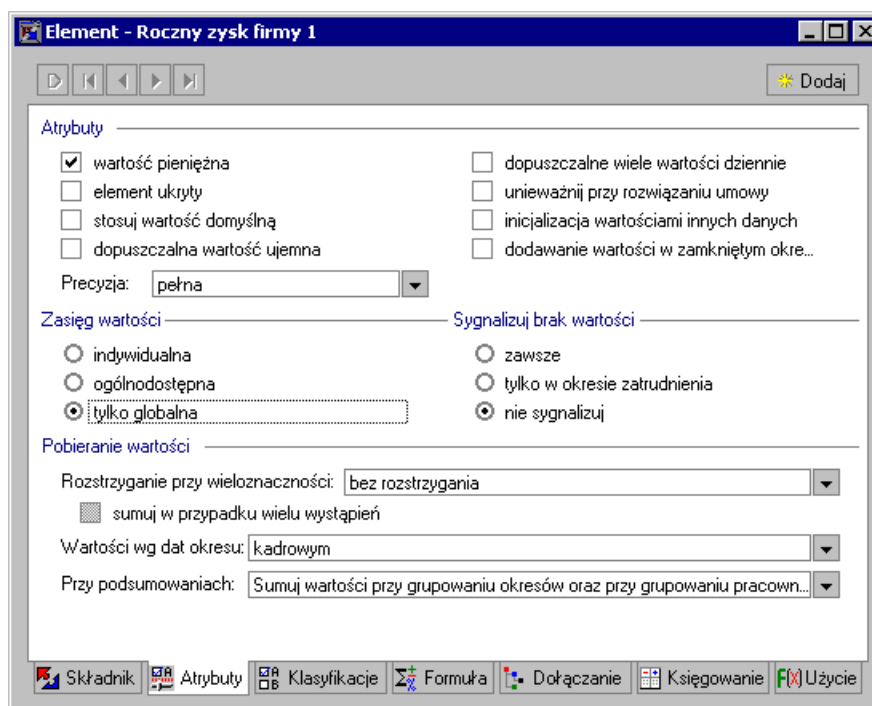 Element - Roczny zysk firmy 1
Dodaj
Atrybuty
wartość pieniężna
dopuszczalne wiele wartości dziennie
element ukryty
unieważnij przy rozwiązaniu umowy
stosuj wartość domyślną
inicjalizacja wartościami innych danych
dopuszczalna wartość ujemna
dodawanie wartości w zamkniętym okre...
Precyzja: pełna
Zasięg wartości
Sygnalizuj brak wartości
indywidualna
zawsze
ogólnodostępna
tylko w okresie zatrudnienia
tylko globalna
nie sygnalizuj
Pobieranie wartości
Rozstrzyganie przy wieloznaczności: bez rozstrzygania
sumuj w przypadku wielu wystąpień
Wartości wg dat okresu: kadrowym
Przy podsumowaniach: Sumuj wartości przy grupowaniu okresów oraz przy grupowaniu pracown...
Składnik Atrybuty Klasyfikacje Formuła Dołączanie Księgowanie F(X) Użycie